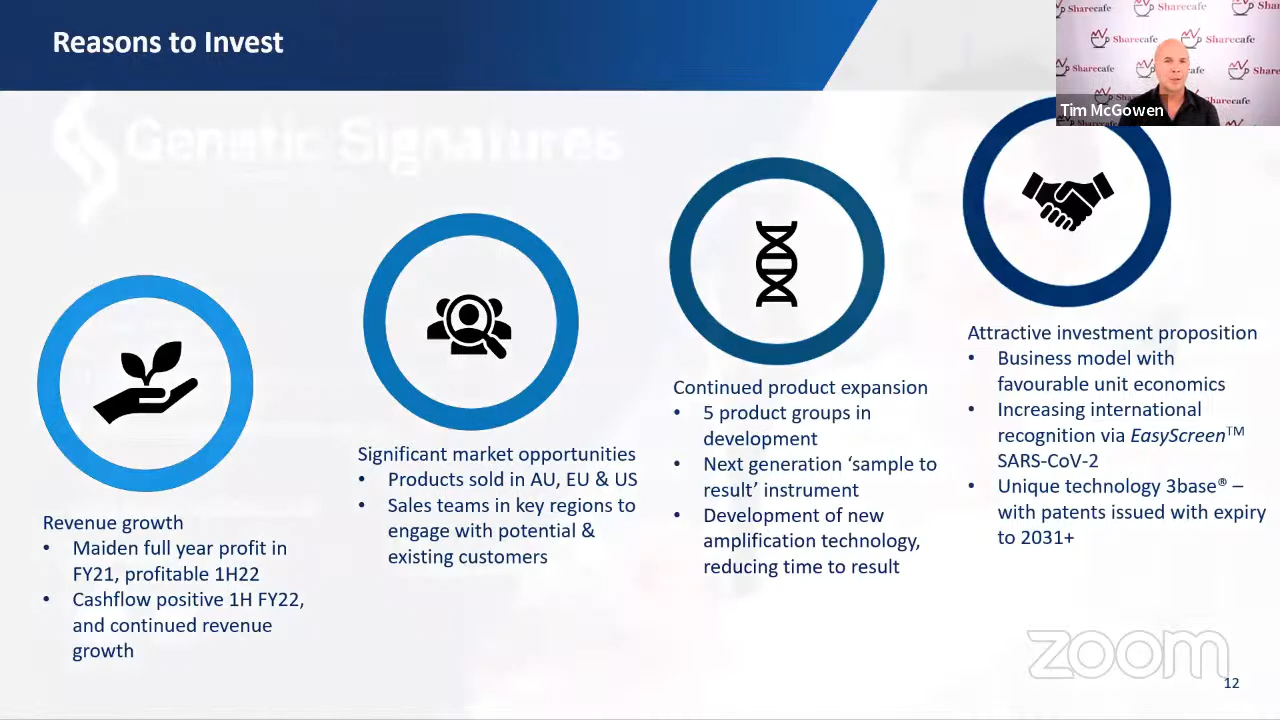 Reasons to Invest
Sharecafe
Sharecafe
Sharecafe
Tim McGowen
Genetic Signatures
Revenue growth
• Maiden full year profit in
FY21, profitable 1H22
• Cashflow positive 1H FY22,
and continued revenue
growth
Significant market opportunities
• Products sold in AU, EU & US
• Sales teams in key regions to
engage with potential &
existing customers
Continued product expansion
• 5 product groups in
development
• Next generation ‘sample to
result’ instrument
• Development of new
amplification technology,
reducing time to result
Attractive investment proposition
• Business model with
favourable unit economics
• Increasing international
recognition via EasyScreen™
SARS-CoV-2
• Unique technology 3base® –
with patents issued with expiry
to 2031+
zoom
12